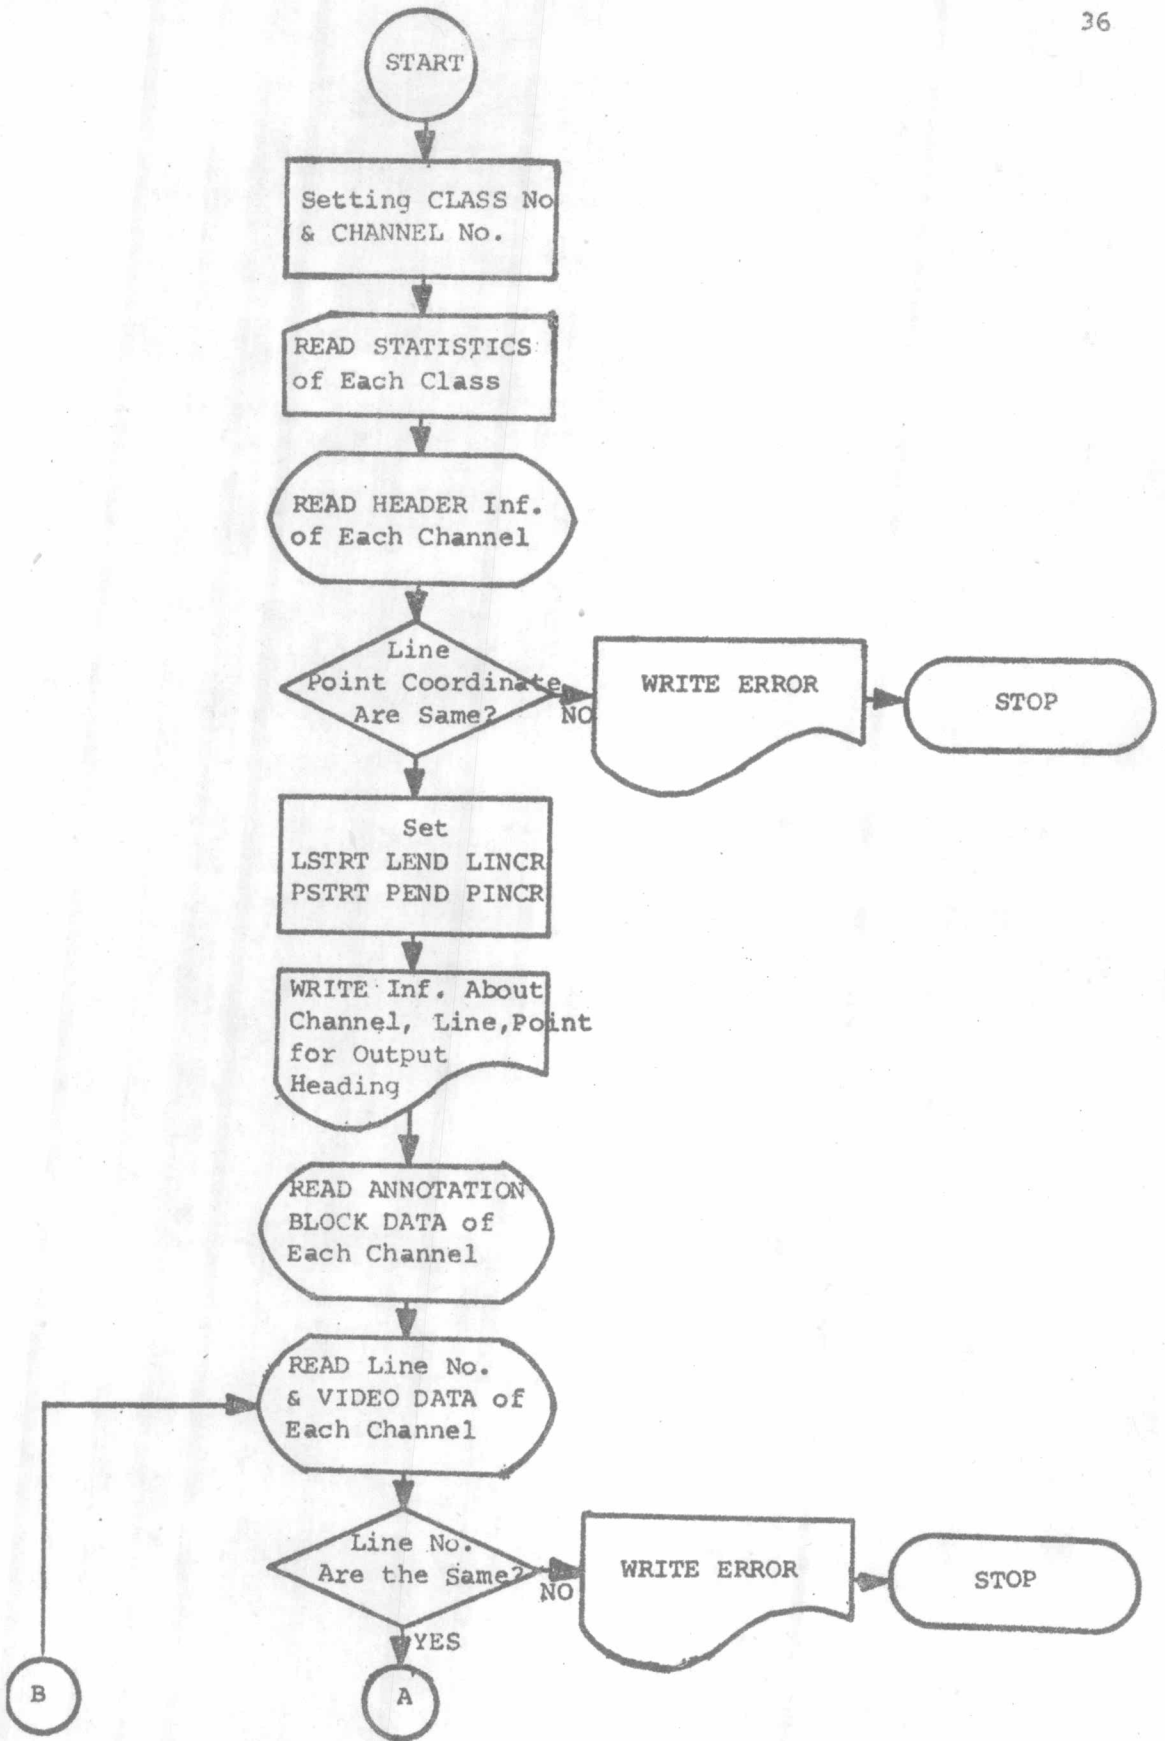 36
START
Setting CLASS No
& CHANNEL No.
READ STATISTICS
of Each Class
READ HEADER Inf.
of Each Channel
Line
Point Coordinate
Are Same?
NO
WRITE ERROR
STOP
Set
LSTRT LEND LINCR
PSTRT PEND PINCR
WRITE Inf. About
Channel, Line,Point
for Output
Heading
READ ANNOTATION
BLOCK DATA of
Each Channel
READ Line No.
& VIDEO DATA of
Each Channel
Line No.
Are the Same?
NO
WRITE ERROR
STOP
YES
B
A